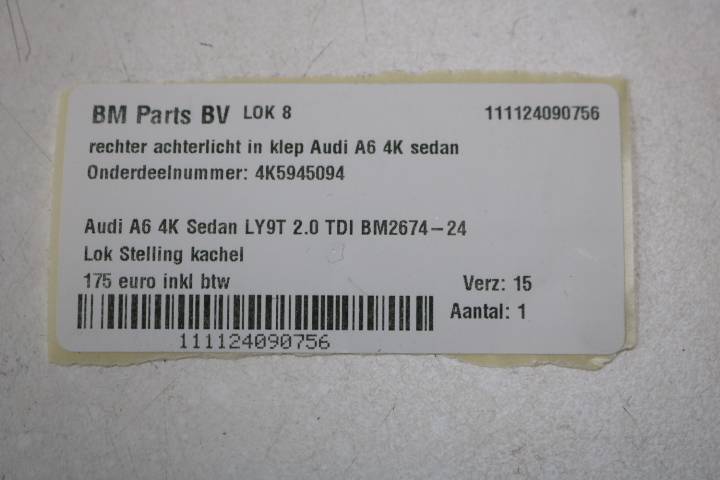 BM Parts BV LOK 8 111124090756
rechter achterlicht in klep Audi A6 4K sedan
Onderdeelnummer: 4K5945094
Audi A6 4K Sedan LY9T 2.0 TDI BM2674-24
Lok Stelling kachel
175 euro inkl btw Verz: 15
Aantal: 1
111124090756